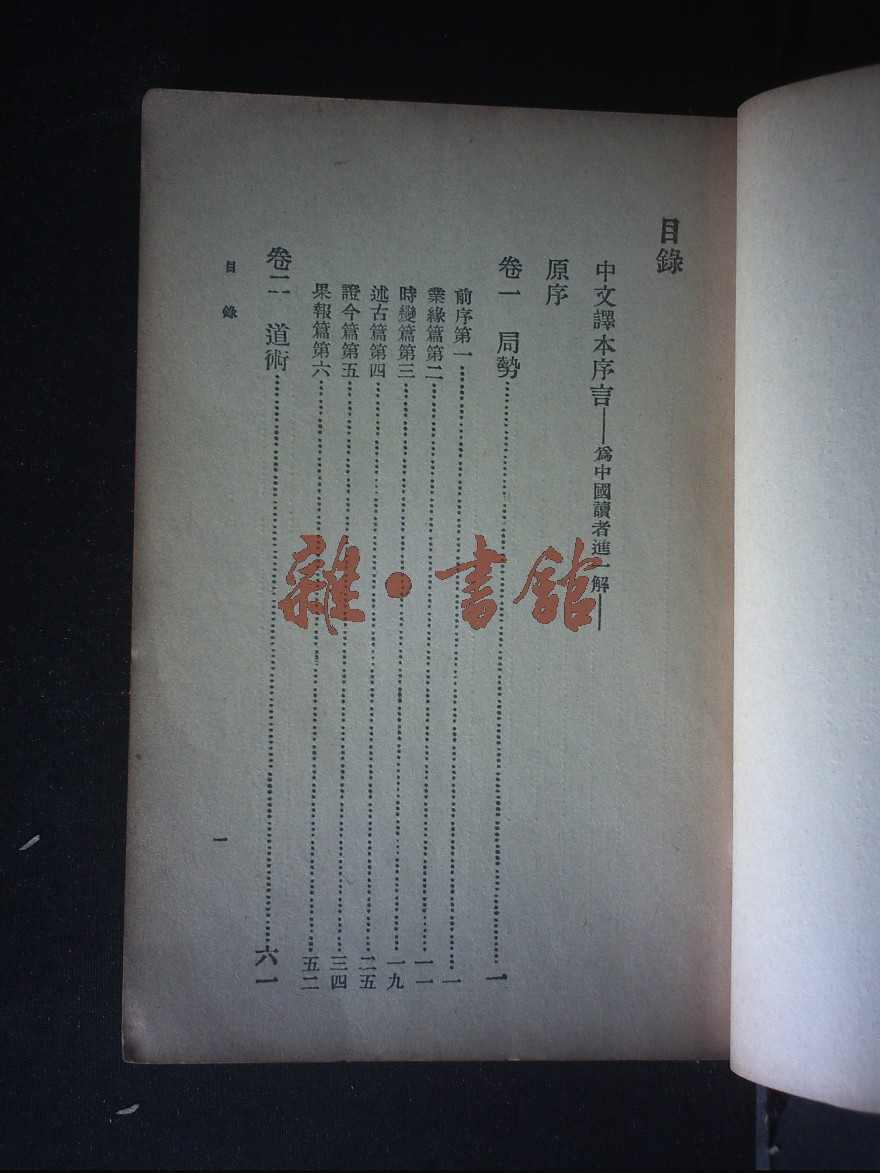 目錄
中文譯本序言——爲中國讀者進一解——
原序
卷一 局勢……一
前序第一……一
業緣篇第二……一一
時變篇第三……一九
述古篇第四……二五
證今篇第五……三四
果報篇第六……五二
卷二 道術……六一
目錄
一
雜·書館